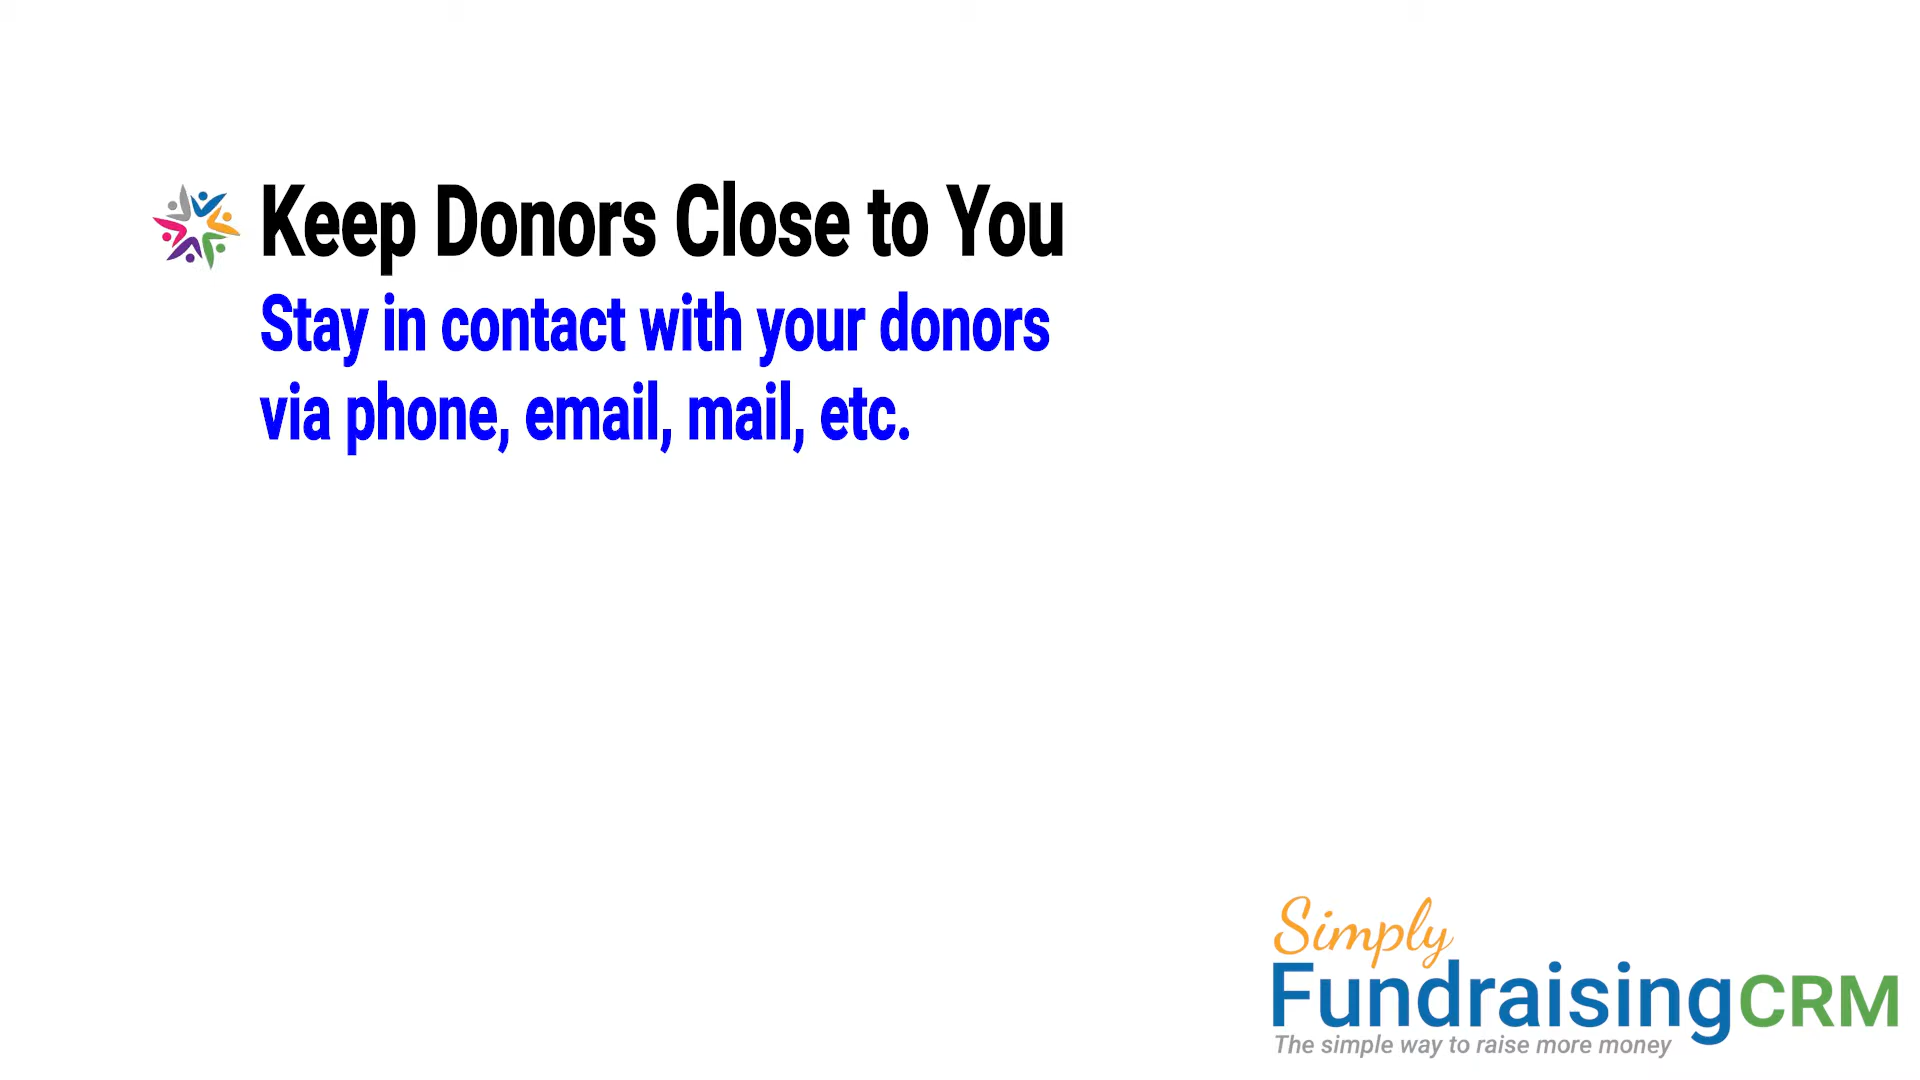 Keep Donors Close to You
Stay in contact with your donors
via phone, email, mail, etc.
Simply
FundraisingCRM
The simple way to raise more money